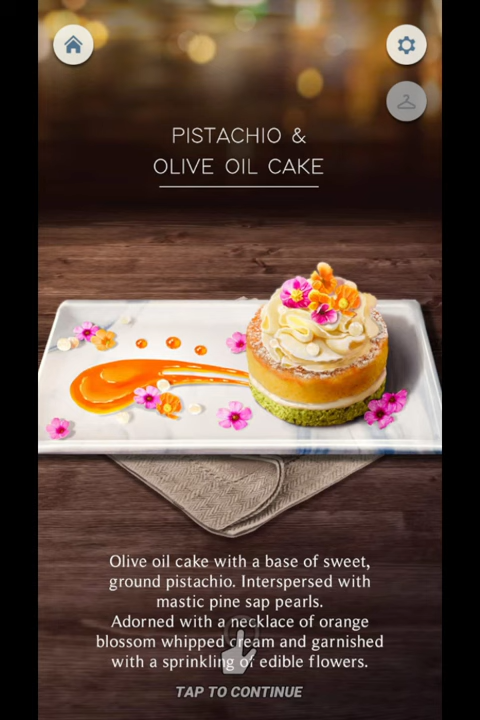 PISTACHIO &
OLIVE OIL CAKE
Olive oil cake with a base of sweet,
ground pistachio. Interspersed with
mastic pine sap pearls.
Adorned with a necklace of orange
blossom whipped cream and garnished
with a sprinkling of edible flowers.
TAP TO CONTINUE